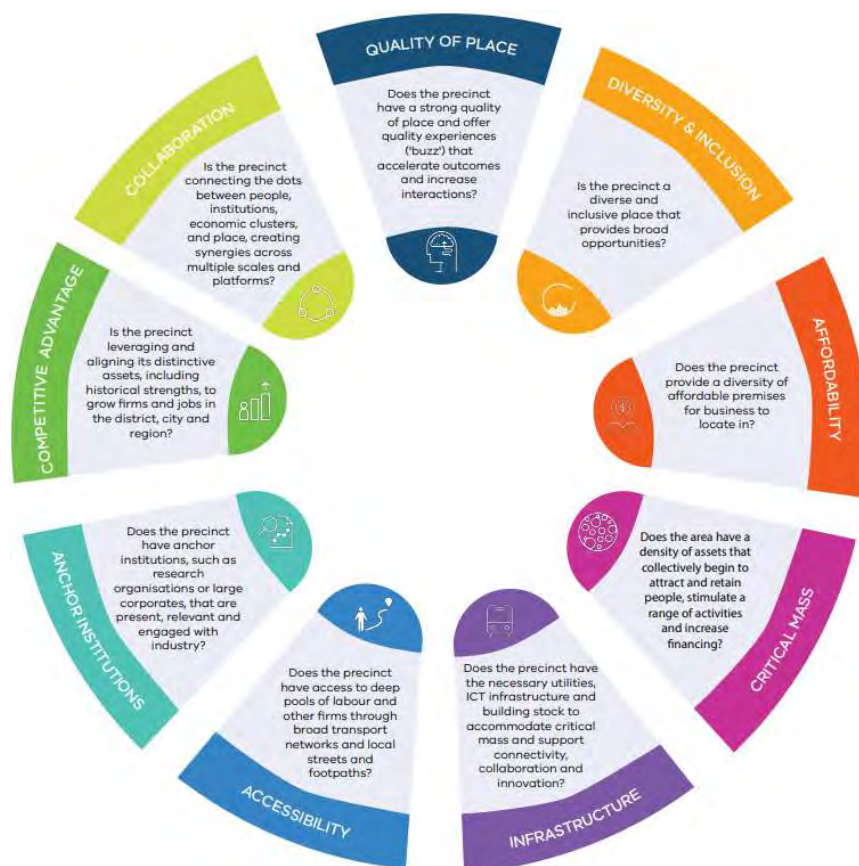 QUALITY OF PLACE
Does the precinct
have a strong quality
of place and offer
quality experiences
('buzz') that
accelerate outcomes
and increase
interactions?
DIVERSITY & INCLUSION
Is the precinct a
diverse and
inclusive place that
provides broad
opportunities?
AFFORDABILITY
Does the precinct
provide a diversity of
affordable premises
for business to
locate in?
CRITICAL MASS
Does the area have a
density of assets that
collectively begin to
attract and retain
people, stimulate a
range of activities
and increase
financing?
INFRASTRUCTURE
Does the precinct have
the necessary utilities,
ICT infrastructure and
building stock to
accommodate critical
mass and support
connectivity,
collaboration and
innovation?
ACCESSIBILITY
Does the precinct
have access to deep
pools of labour and
other firms through
broad transport
networks and local
streets and
footpaths?
ANCHOR INSTITUTIONS
Does the precinct
have anchor
institutions, such as
research
organisations or large
corporates, that are
present, relevant and
engaged with
industry?
COMPETITIVE ADVANTAGE
Is the precinct
leveraging and
aligning its distinctive
assets, including
historical strengths, to
grow firms and jobs in
the district, city and
region?
COLLABORATION
Is the precinct
connecting the dots
between people,
institutions,
economic clusters,
and place, creating
synergies across
multiple scales and
platforms?